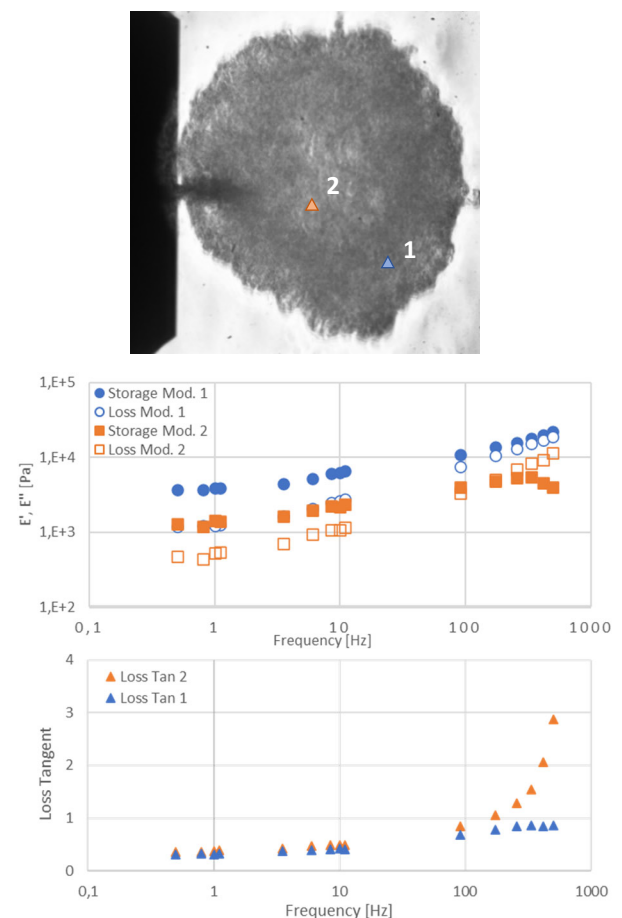 2
1
1,E+5
1,E+4
1,E+3
1,E+2
E', E'' [Pa]
Storage Mod. 1
Loss Mod. 1
Storage Mod. 2
Loss Mod. 2
0,1 1 10 100 1000
Frequency [Hz]
4
3
2
1
0
Loss Tangent
Loss Tan 2
Loss Tan 1
0,1 1 10 100 1000
Frequency [Hz]